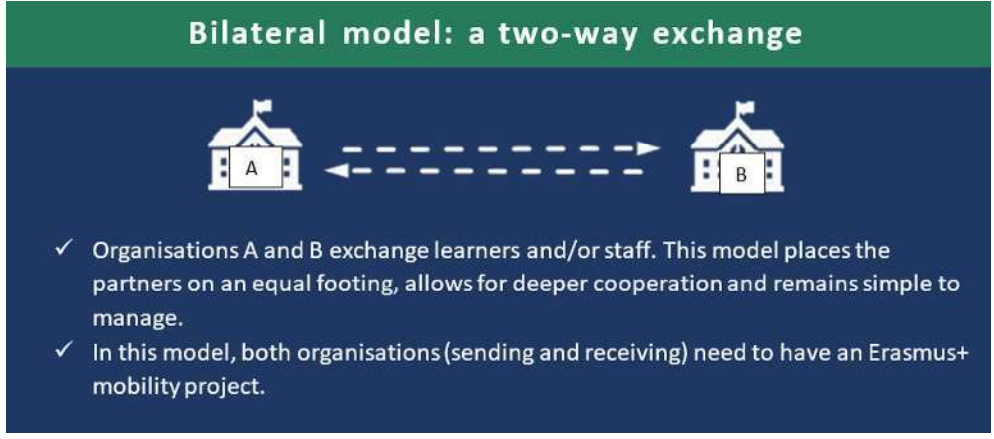 Bilateral model: a two-way exchange
A
B
✓ Organisations A and B exchange learners and/or staff. This model places the
partners on an equal footing, allows for deeper cooperation and remains simple to
manage.
✓ In this model, both organisations (sending and receiving) need to have an Erasmus+
mobility project.